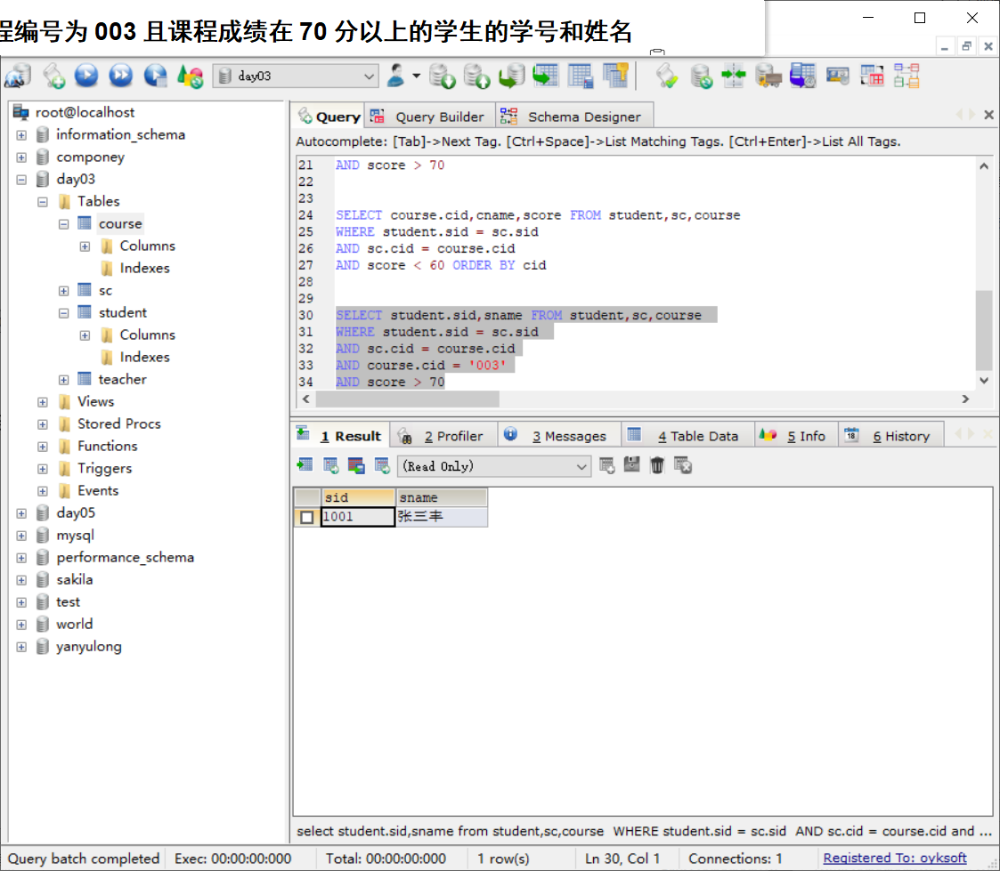 程编号为 003 且课程成绩在 70 分以上的学生的学号和姓名
day03
root@localhost
information_schema
componey
day03
Tables
course
Columns
Indexes
sc
student
Columns
Indexes
teacher
Views
Stored Procs
Functions
Triggers
Events
day05
mysql
performance_schema
sakila
test
world
yanyulong
Query Query Builder Schema Designer
Autocomplete: [Tab]->Next Tag. [Ctrl+Space]->List Matching Tags. [Ctrl+Enter]->List All Tags.
21 AND score > 70
22
23
24 SELECT course.cid,cname,score FROM student,sc,course
25 WHERE student.sid = sc.sid
26 AND sc.cid = course.cid
27 AND score < 60 ORDER BY cid
28
29
30 SELECT student.sid,sname FROM student,sc,course
31 WHERE student.sid = sc.sid
32 AND sc.cid = course.cid
33 AND course.cid = '003'
34 AND score > 70
1 Result 2 Profiler 3 Messages 4 Table Data 5 Info 6 History
(Read Only)
sid sname
1001 张三丰
select student.sid,sname from student,sc,course WHERE student.sid = sc.sid AND sc.cid = course.cid and ...
Query batch completed Exec: 00:00:00:000 Total: 00:00:00:000 1 row(s) Ln 30, Col 1 Connections: 1 Registered To: ovksoft